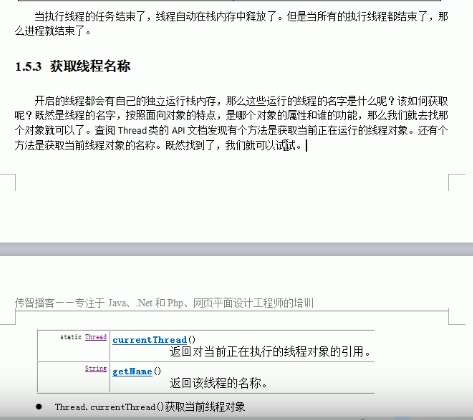 当执行线程的任务结束了，线程自动在栈内存中释放了。但是当所有的执行线程都结束了，那
么进程就结束了。
1.5.3 获取线程名称
开启的线程都会有自己的独立运行栈内存，那么这些运行的线程的名字是什么呢？该如何获取
呢？既然是线程的名字，按照面向对象的特点，是哪个对象的属性和谁的功能，那么我们就去找那
个对象就可以了。查阅 Thread 类的 API 文档发现有个方法是获取当前正在运行的线程对象。还有个
方法是获取当前线程对象的名称。既然找到了，我们就可以试试。
传智播客——专注于 Java、.Net 和 Php、网页平面设计工程师的培训
static Thread currentThread()
返回对当前正在执行的线程对象的引用。
String getName()
返回该线程的名称。
● Thread.currentThread()获取当前线程对象